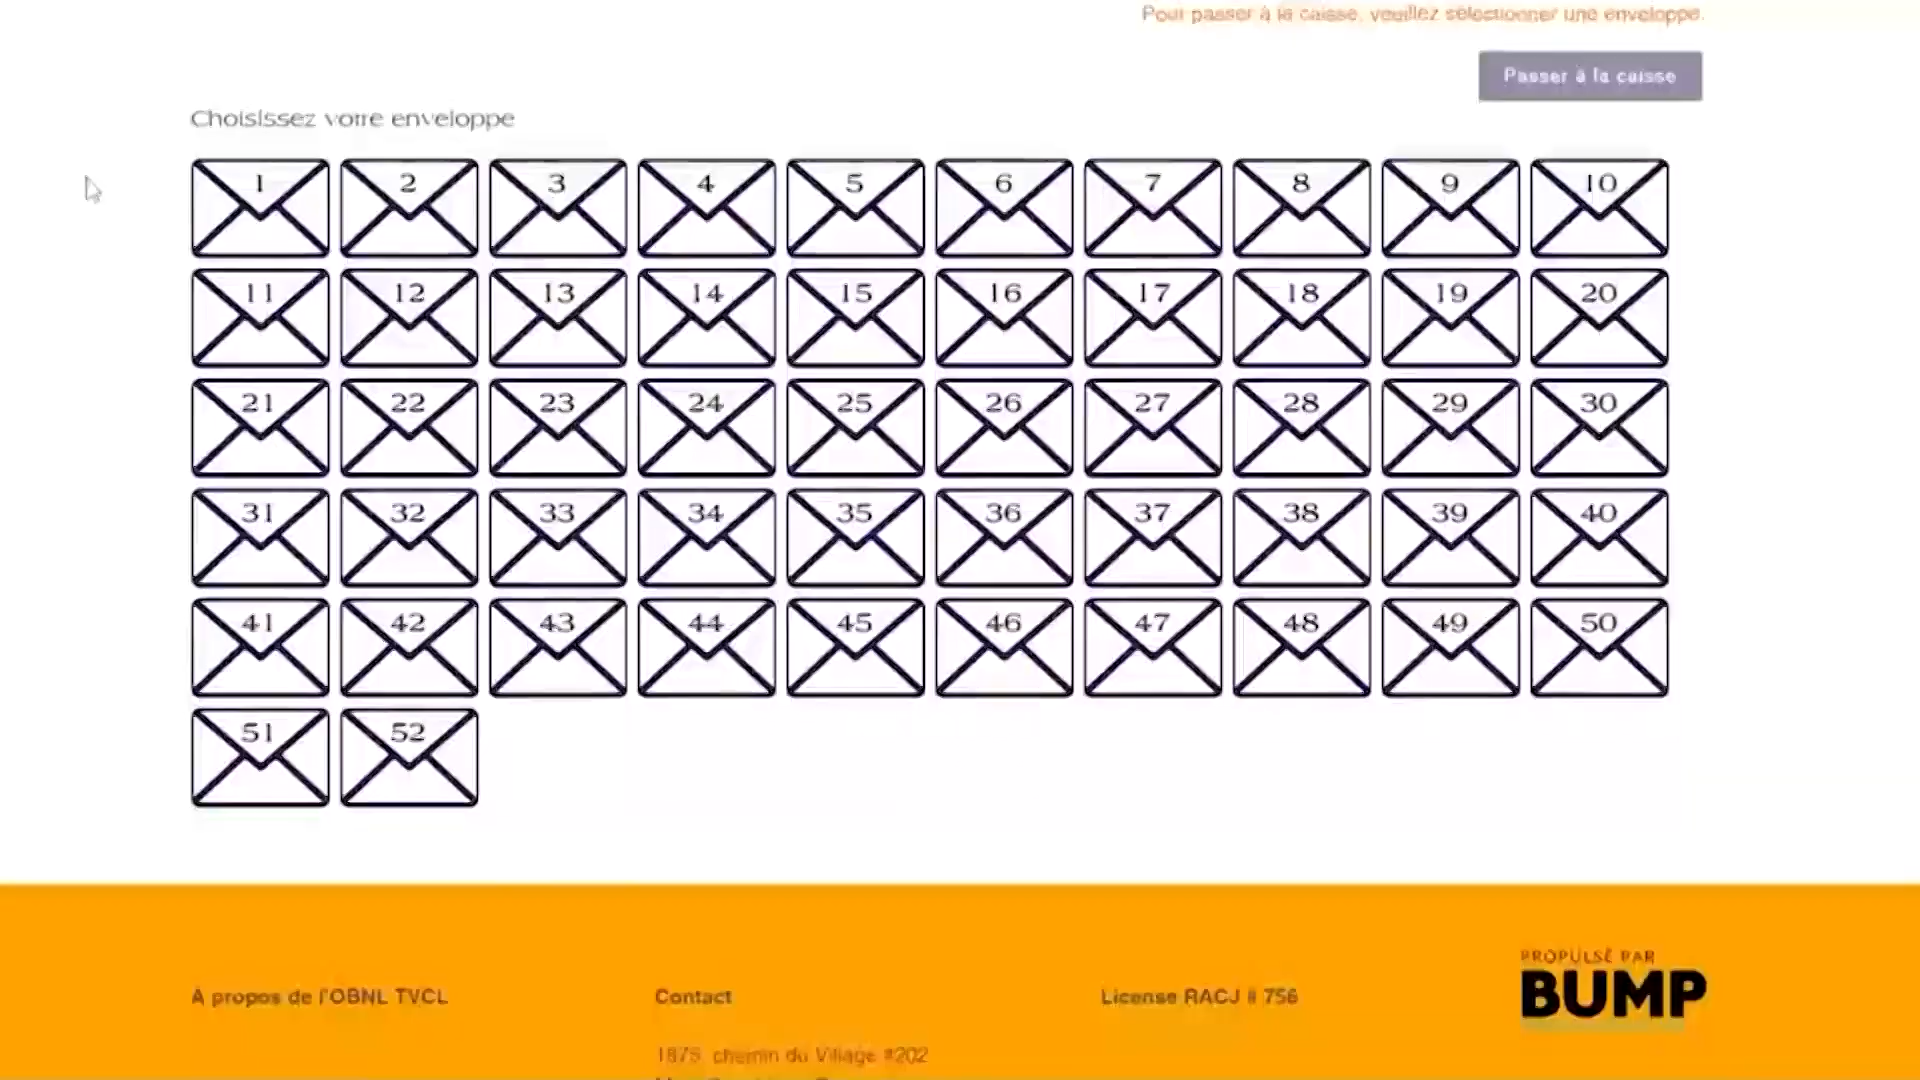 Pour passer à la caisse, veuillez sélectionner une enveloppe.
Passer à la caisse
Choisissez votre enveloppe
1 2 3 4 5 6 7 8 9 10
11 12 13 14 15 16 17 18 19 20
21 22 23 24 25 26 27 28 29 30
31 32 33 34 35 36 37 38 39 40
41 42 43 44 45 46 47 48 49 50
51 52
À propos de l'OBNL TVCL
Contact
License RACJ # 756
PROPULSÉ PAR
BUMP
1875, chemin du Village #202